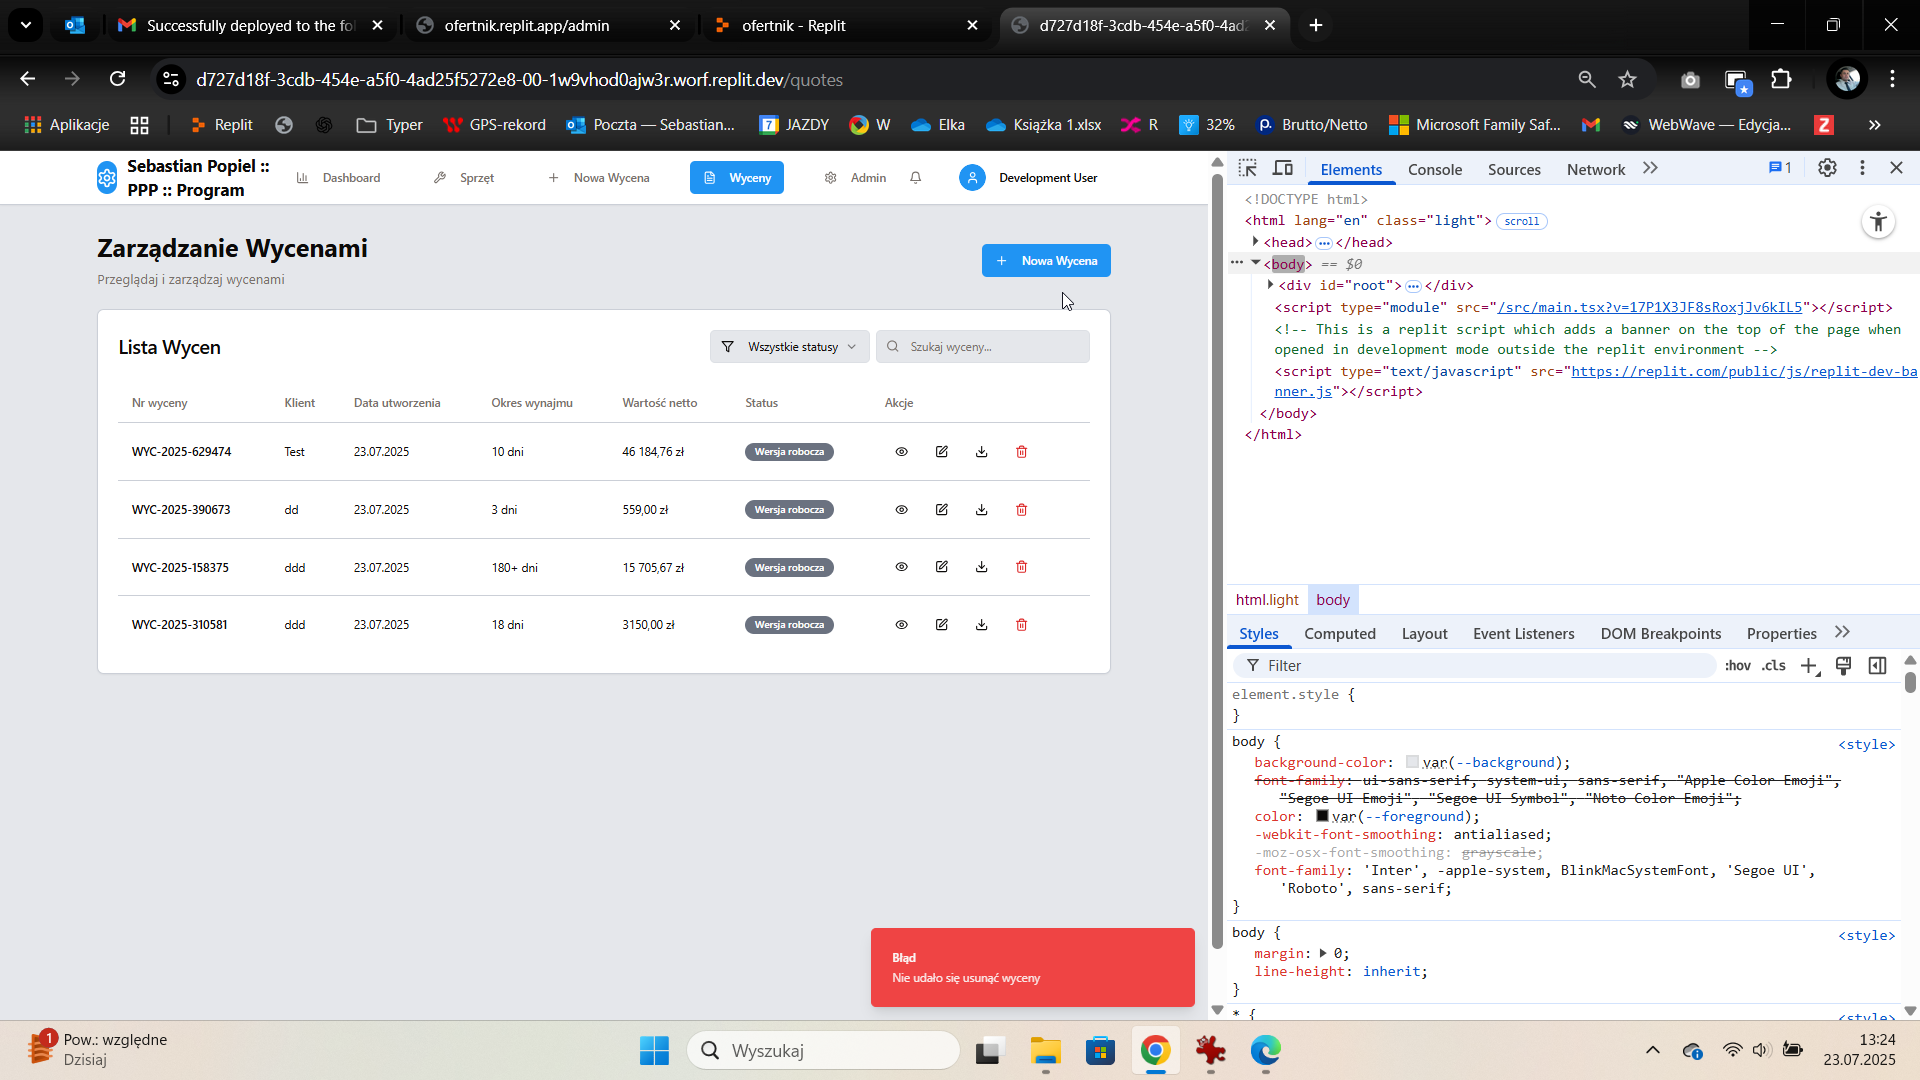 Successfully deployed to the fo
ofertnik.replit.app/admin
ofertnik - Replit
d727d18f-3cdb-454e-a5f0-4ad2
d727d18f-3cdb-454e-a5f0-4ad25f5272e8-00-1w9vhod0ajw3r.worf.replit.dev/quotes
Aplikacje
Replit
Typer
GPS-rekord
Poczta — Sebastian...
7 JAZDY
W
Elka
Książka 1.xlsx
R
32%
Brutto/Netto
Microsoft Family Saf...
WebWave — Edycja...
Z
»
Sebastian Popiel ::
PPP :: Program
Dashboard
Sprzęt
Nowa Wycena
Wyceny
Admin
Development User
Zarządzanie Wycenami
Przeglądaj i zarządzaj wycenami
+ Nowa Wycena
Lista Wycen
Wszystkie statusy
Szukaj wyceny...
Nr wyceny Klient Data utworzenia Okres wynajmu Wartość netto Status Akcje
WYC-2025-629474 Test 23.07.2025 10 dni 46 184,76 zł Wersja robocza
WYC-2025-390673 dd 23.07.2025 3 dni 559,00 zł Wersja robocza
WYC-2025-158375 ddd 23.07.2025 180+ dni 15 705,67 zł Wersja robocza
WYC-2025-310581 ddd 23.07.2025 18 dni 3150,00 zł Wersja robocza
Błąd
Nie udało się usunąć wyceny
Elements Console Sources Network » 1
<!DOCTYPE html>
<html lang="en" class="light"> scroll
<head> ··· </head>
··· <body> == $0
<div id="root"> ··· </div>
<script type="module" src="/src/main.tsx?v=17P1X3JF8sRoxjJv6kIL5"></script>
<!-- This is a replit script which adds a banner on the top of the page when
opened in development mode outside the replit environment -->
<script type="text/javascript" src="https://replit.com/public/js/replit-dev-ba
nner.js"></script>
</body>
</html>
html.light body
Styles Computed Layout Event Listeners DOM Breakpoints Properties »
Filter :hov .cls
element.style {
}
body { <style>
background-color: var(--background);
font-family: ui-sans-serif, system-ui, sans-serif, "Apple Color Emoji",
"Segoe UI Emoji", "Segoe UI Symbol", "Noto Color Emoji";
color: var(--foreground);
-webkit-font-smoothing: antialiased;
-moz-osx-font-smoothing: grayscale;
font-family: 'Inter', -apple-system, BlinkMacSystemFont, 'Segoe UI',
'Roboto', sans-serif;
}
body { <style>
margin: 0;
line-height: inherit;
}
* { <style>
1
Pow.: względne
Dzisiaj
Wyszukaj
13:24
23.07.2025